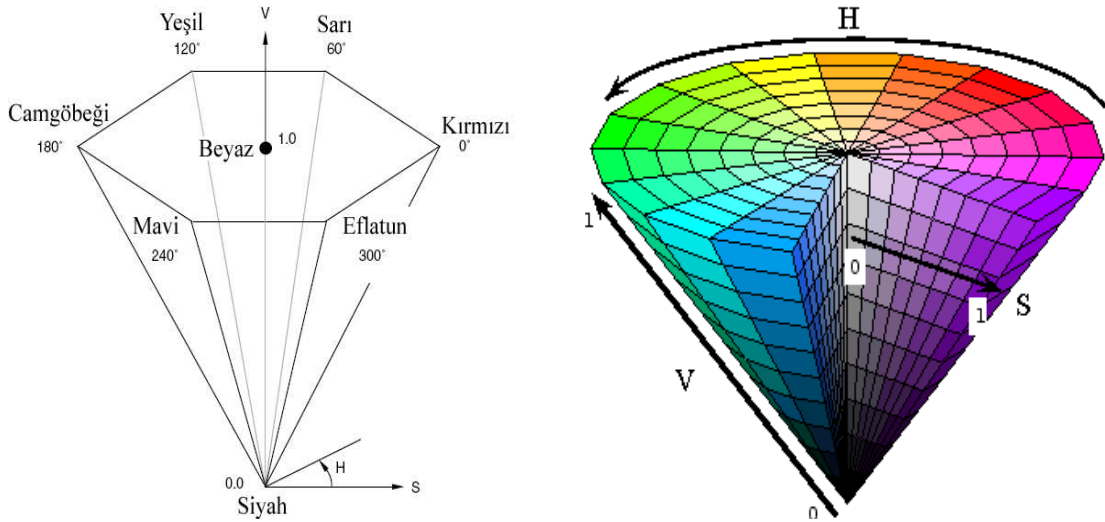 V
Yeşil
120°
Sarı
60°
Camgöbeği
180°
Beyaz
1.0
Kırmızı
0°
Mavi
240°
Eflatun
300°
H
0.0
S
Siyah
H
1
0
1
S
V
0